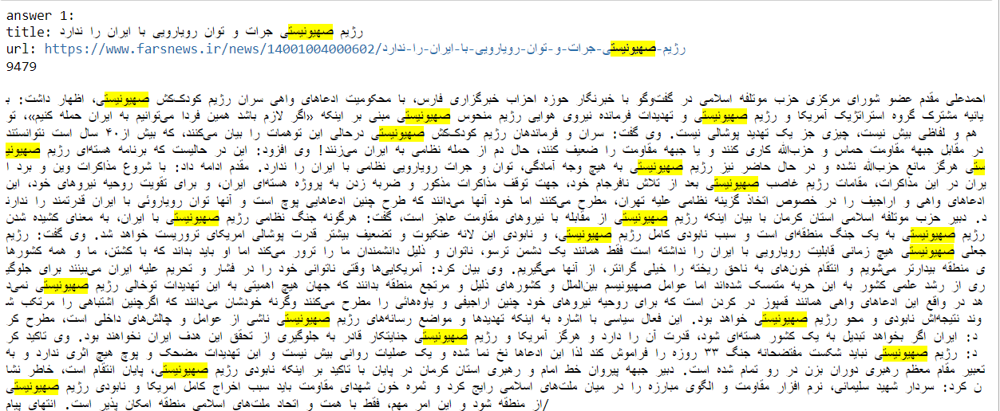 answer 1:
title: رژیم صهیونیستی جرات و توان رویارویی با ایران را ندارد
url: https://www.farsnews.ir/news/14001004000602/رژیم-صهیونیستی-جرات-و-توان-رویارویی-با-ایران-را-ندارد
9479
احمدعلی مقدم عضو شورای مرکزی حزب موتلفه اسلامی در گفت‌وگو با خبرنگار حوزه احزاب خبرگزاری فارس، با محکومیت ادعاهای واهی سران رژیم کودک‌کش صهیونیستی، اظهار داشت: ب
یانیه مشترک گروه استراتژیک آمریکا و رژیم صهیونیستی و تهدیدات فرمانده نیروی هوایی رژیم منحوس صهیونیستی مبنی بر اینکه «اگر لازم باشد همین فردا می‌توانیم به ایران حمله کنیم»، تو
هم و لفاظی بیش نیست، چیزی جز یک تهدید پوشالی نیست. وی گفت: سران و فرماندهان رژیم کودک‌کش صهیونیستی درحالی این توهمات را بیان می‌کنند، که بیش از۴۰ سال است نتوانستند
در مقابل جبهه مقاومت حماس و حزب‌الله کاری کنند و یا جبهه مقاومت را ضعیف کنند، حال دم از حمله نظامی به ایران می‌زنند! وی افزود: این در حالیست که برنامه هسته‌ای رژیم صهیونی
ستی هرگز مانع حزب‌الله نشده و در حال حاضر نیز رژیم صهیونیستی به هیچ وجه آمادگی، توان و جرات رویارویی نظامی با ایران را ندارد. مقدم ادامه داد: با شروع مذاکرات وین و برد ا
یران در این مذاکرات، مقامات رژیم غاصب صهیونیستی بعد از تلاش نافرجام خود، جهت توقف مذاکرات مذکور و ضربه زدن به پروژه هسته‌ای ایران، و برای تقویت روحیه نیروهای خود، این
ادعاهای واهی و اراجیف را در خصوص اتخاذ گزینه نظامی علیه تهران، مطرح می‌کنند اما خود آنها می‌دانند که طرح چنین ادعاهایی پوچ است و آنها توان رویاروئی با ایران قدرتمند را ندارن
د. دبیر حزب موتلفه اسلامی استان کرمان با بیان اینکه رژیم صهیونیستی از مقابله با نیروهای مقاومت عاجز است، گفت: هرگونه جنگ نظامی رژیم صهیونیستی با ایران، به معنای کشیده شدن
رژیم صهیونیستی به یک جنگ منطقه‌ای است و سبب نابودی کامل رژیم صهیونیستی، و نابودی این لانه عنکبوت و تضعیف بیشتر قدرت پوشالی امریکای تروریست خواهد شد. وی گفت: رژیم
جعلی صهیونیستی هیچ زمانی قابلیت رویارویی با ایران را نداشته است فقط همانند یک دشمن ترسو، ناتوان و ذلیل دانشمندان ما را ترور می‌کند اما او باید بداند که با کشتن، ما و همه کشورها
ی منطقه بیدارتر می‌شویم و انتقام خون‌های به ناحق ریخته را خیلی گرانتر، از آنها می‌گیریم. وی بیان کرد: آمریکایی‌ها وقتی ناتوانی خود را در فشار و تحریم علیه ایران می‌بینند برای جلوگی
ری از رشد علمی کشور به این حربه متمسک شده‌اند اما عوامل صهیونیسم بین‌الملل و کشورهای ذلیل و مرتجع منطقه بدانند که جهان هیچ اهمیتی به این تهدیدات توخالی رژیم صهیونیستی نمی‌د
هد در واقع این ادعاهای واهی همانند قمپوز در کردن است که برای روحیه نیروهای خود چنین اراجیفی و یاوه‌هائی را مطرح می‌کنند وگرنه خودشان می‌دانند که اگرچنین اشتباهی را مرتکب ش
وند نتیجه‌اش نابودی و محو رژیم صهیونیستی خواهد بود. این فعال سیاسی با اشاره به اینکه تهدیدها و مواضع رسانه‌های رژیم صهیونیستی ناشی از عوامل و چالش‌های داخلی است، مطرح کر
د: ایران اگر بخواهد تبدیل به یک کشور هسته‌ای شود، قدرت آن را دارد و هرگز آمریکا و رژیم صهیونیستی جنایتکار قادر به جلوگیری از تحقق این هدف ایران نخواهند بود. وی تاکید کر
د: رژیم صهیونیستی نباید شکست مفتضحانه جنگ ۳۳ روزه را فراموش کند لذا این ادعاها نخ نما شده و یک عملیات روانی بیش نیست و این تهدیدات مضحک و پوچ هیچ اثری ندارد و به
تعبیر مقام معظم رهبری دوران بزن در رو تمام شده است. دبیر جبهه پیروان خط امام و رهبری استان کرمان در پایان با تاکید بر اینکه نابودی رژیم صهیونیستی، پایان انتقام است، خاطر نشا
ن کرد: سردار شهید سلیمانی، نرم افزار مقاومت و الگوی مبارزه را در میان ملت‌های اسلامی رایج کرد و ثمره خون شهدای مقاومت باید سبب اخراج کامل امریکا و نابودی رژیم صهیونیستی
از منطقه شود و این امر مهم، فقط با همت و اتحاد ملت‌های اسلامی منطقه امکان پذیر است. انتهای پیام/